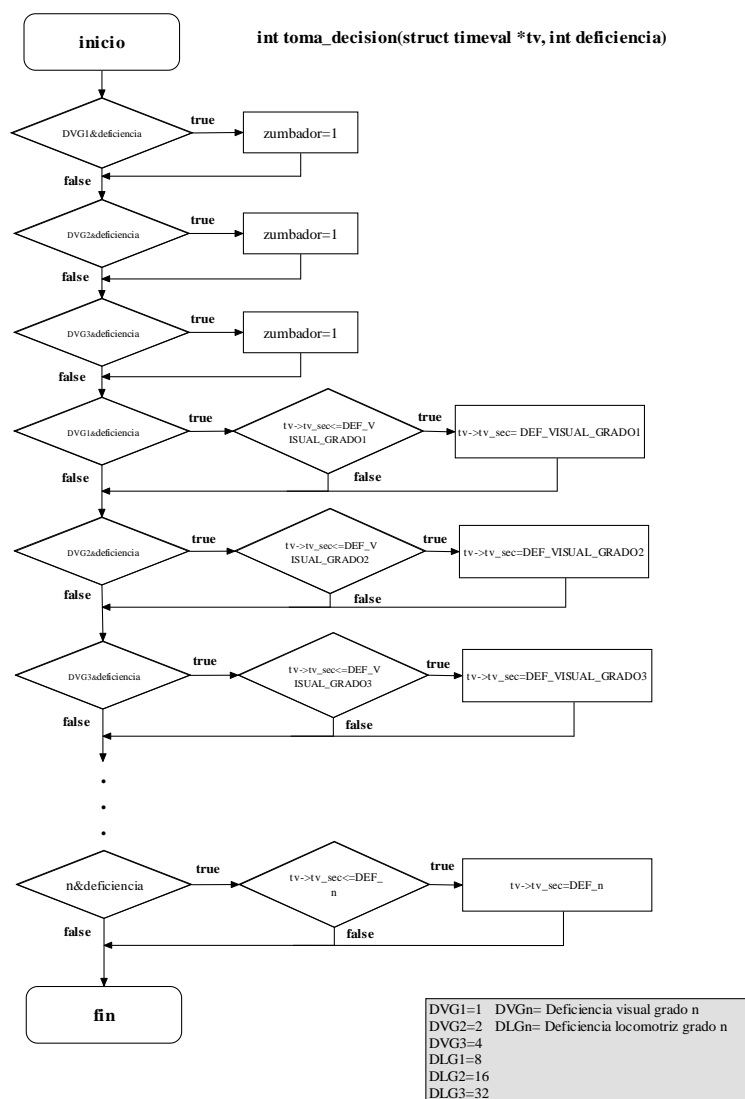 inicio
int toma_decision(struct timeval *tv, int deficiencia)
DVG1&deficiencia
true
zumbador=1
false
DVG2&deficiencia
true
zumbador=1
false
DVG3&deficiencia
true
zumbador=1
false
DVG1&deficiencia
true
tv->tv_sec<=DEF_V
ISUAL_GRADO1
true
tv->tv_sec= DEF_VISUAL_GRADO1
false
false
DVG2&deficiencia
true
tv->tv_sec<=DEF_V
ISUAL_GRADO2
true
tv->tv_sec=DEF_VISUAL_GRADO2
false
false
DVG3&deficiencia
true
tv->tv_sec<=DEF_V
ISUAL_GRADO3
true
tv->tv_sec=DEF_VISUAL_GRADO3
false
false
n&deficiencia
true
tv->tv_sec<=DEF_
n
true
tv->tv_sec=DEF_n
false
false
fin
DVG1=1 DVGn= Deficiencia visual grado n
DVG2=2 DLGn= Deficiencia locomotriz grado n
DVG3=4
DLG1=8
DLG2=16
DLG3=32